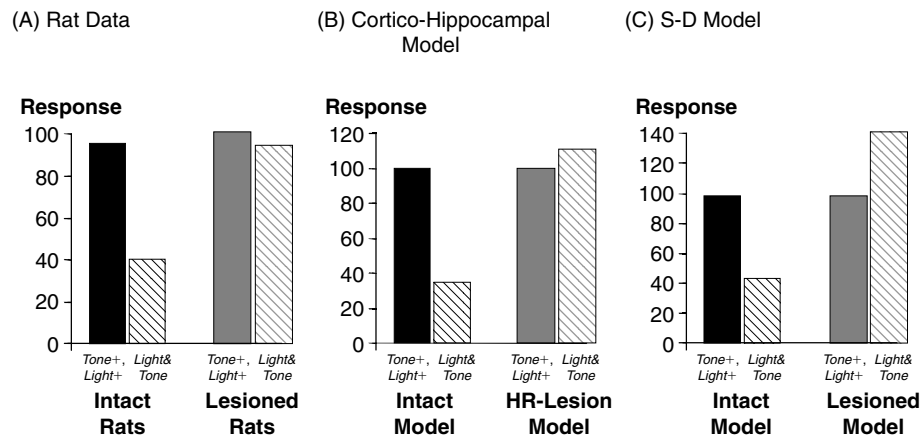 (A) Rat Data
(B) Cortico-Hippocampal
Model
(C) S-D Model
Response
100
80
60
40
20
0
Tone+, Light&
Light+ Tone
Tone+, Light&
Light+ Tone
Intact
Rats
Lesioned
Rats
Response
120
100
80
60
40
20
0
Tone+, Light&
Light+ Tone
Tone+, Light&
Light+ Tone
Intact
Model
HR-Lesion
Model
Response
140
120
100
80
60
40
20
0
Tone+, Light&
Light+ Tone
Tone+, Light&
Light+ Tone
Intact
Model
Lesioned
Model